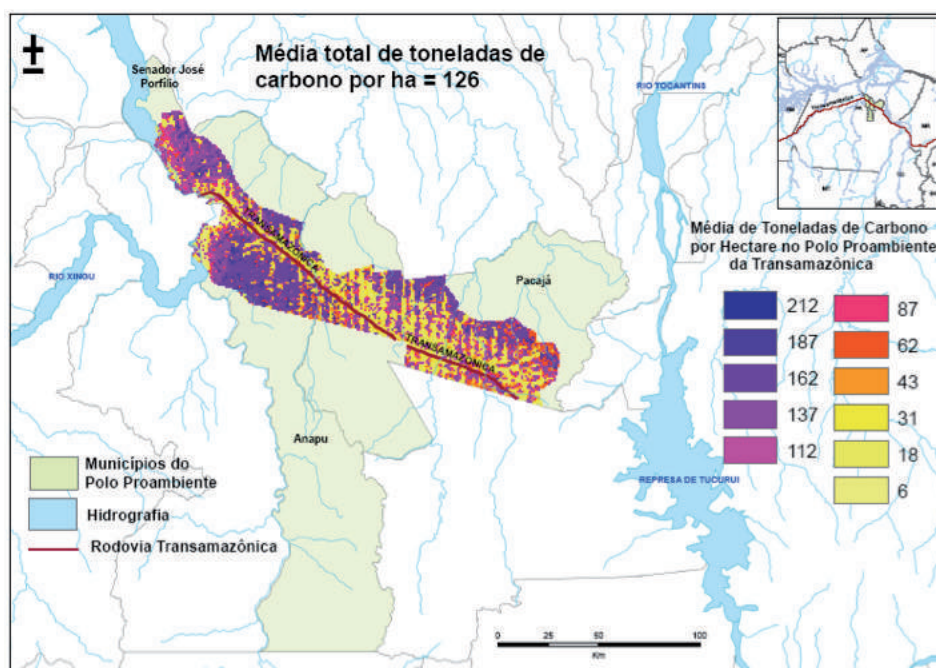 Média total de toneladas de
carbono por ha = 126
Senador José
Porfílio
RIO TOCANTINS
TRANSAMAZÔNICA
RIO XINGU
Pacajá
TRANSAMAZÔNICA
Anapu
REPRESA DE TUCURUI
Média de Toneladas de Carbono
por Hectare no Polo Proambiente
da Transamazônica
212
187
162
137
112
87
62
43
31
18
6
Municípios do
Polo Proambiente
Hidrografia
Rodovia Transamazônica
0 25 50 100
Km